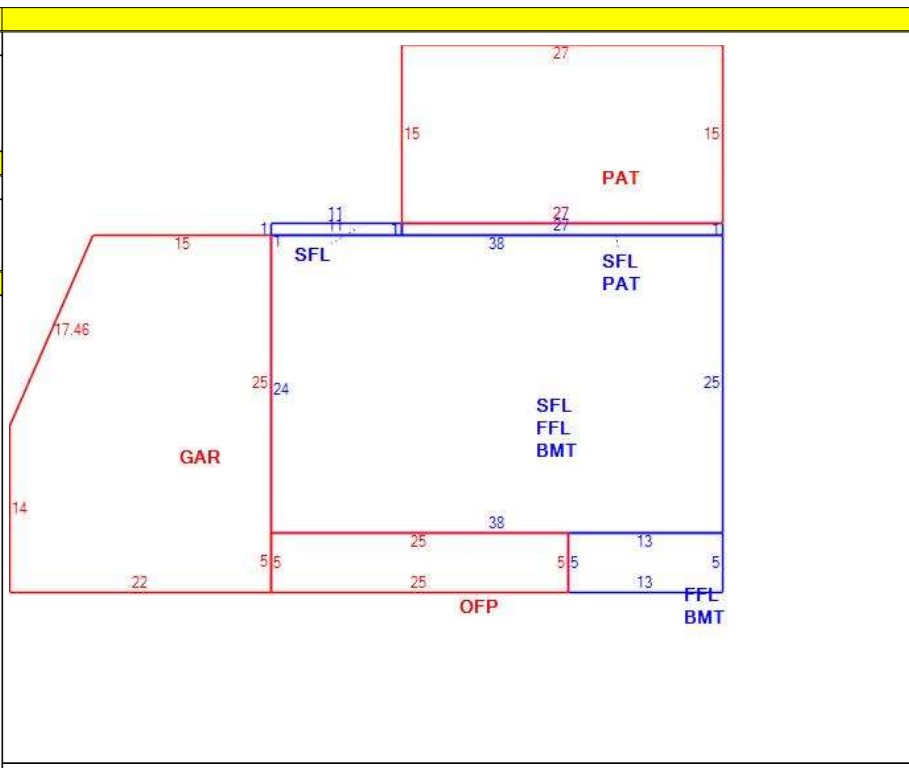 27
15 15
PAT
11
27
1 11 1 27 1
15 1 38
SFL SFL
PAT
17.46
25 24 25
SFL
FFL
GAR BMT
14
38
25 13
5 5 5 5 5
22 25 13
OFP FFL
BMT